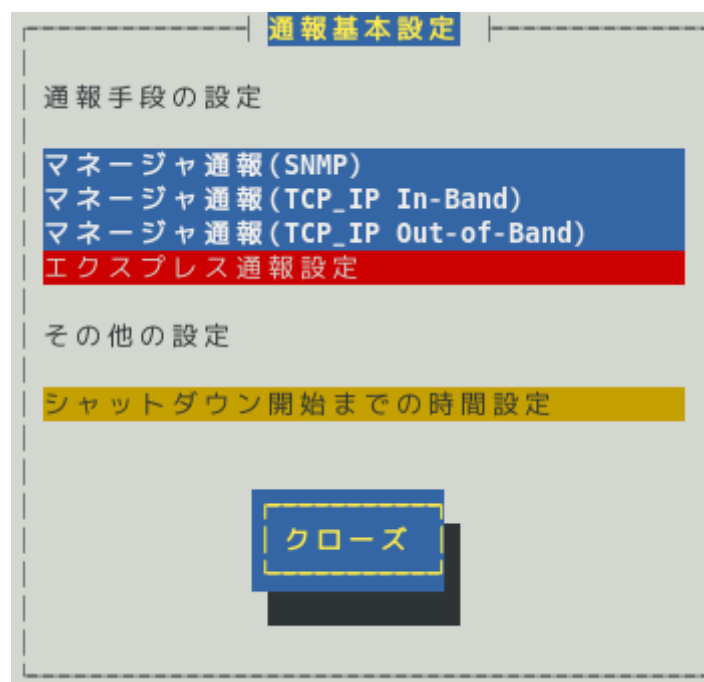 通報基本設定
通報手段の設定
マネージャ通報(SNMP)
マネージャ通報(TCP_IP In-Band)
マネージャ通報(TCP_IP Out-of-Band)
エクスプレス通報設定
その他の設定
シャットダウン開始までの時間設定
クローズ